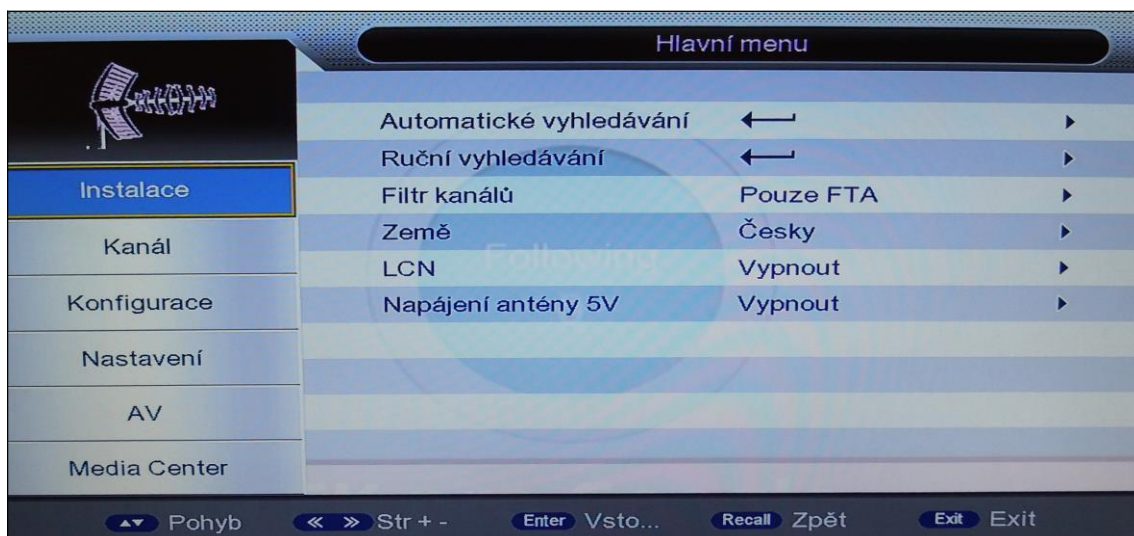 Hlavní menu
Automatické vyhledávání
Ruční vyhledávání
Filtr kanálů Pouze FTA
Země Česky
LCN Vypnout
Napájení antény 5V Vypnout
Instalace
Kanál
Konfigurace
Nastavení
AV
Media Center
Following
Pohyb Str + - Enter Vsto... Recall Zpět Exit Exit